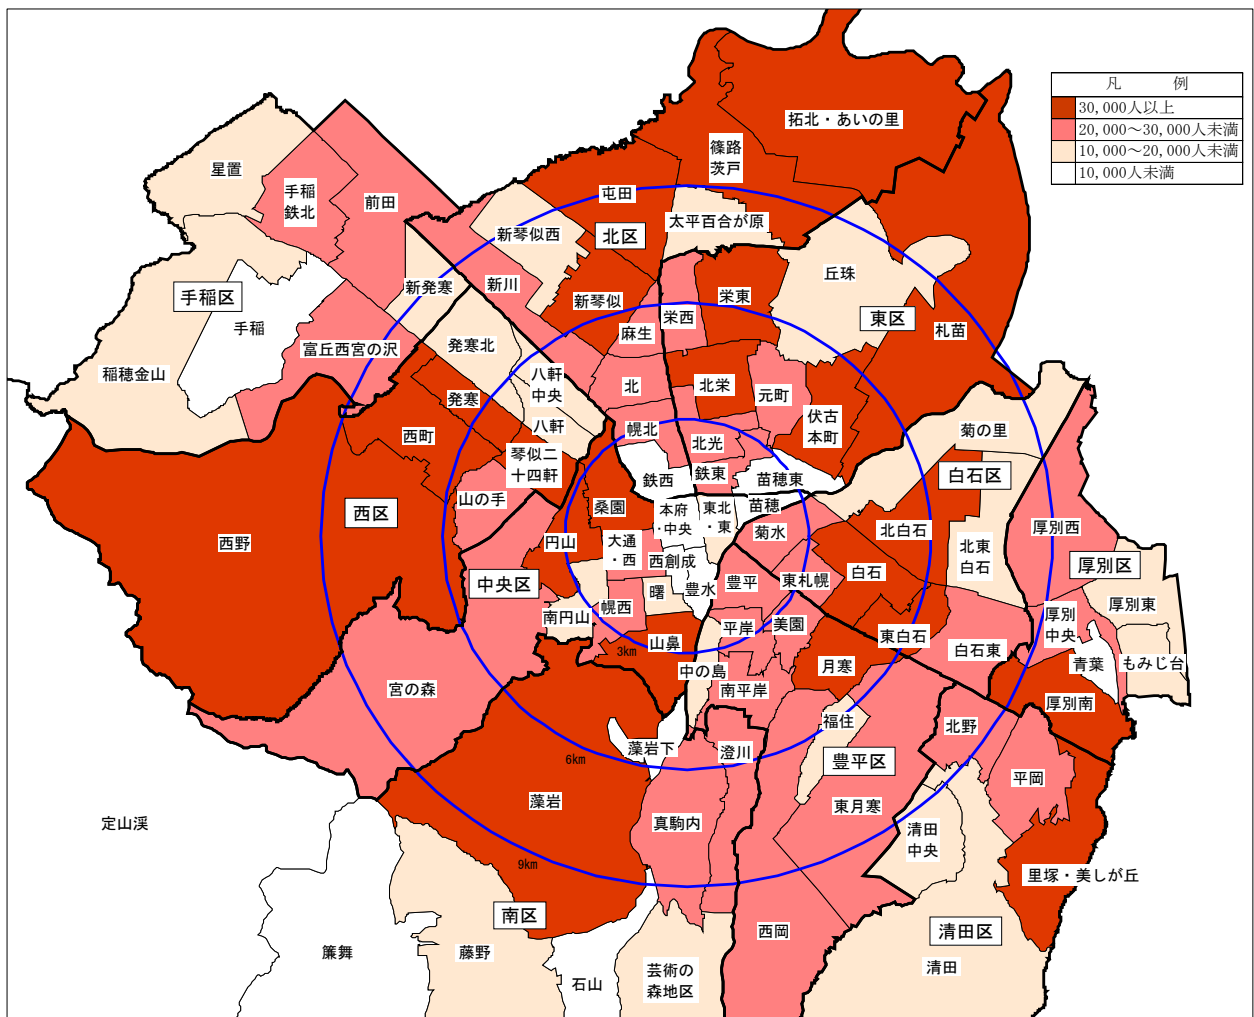 凡　　　例
30,000人以上
20,000～30,000人未満
10,000～20,000人未満
10,000人未満
拓北・あいの里
篠路
茨戸
星置
手稲
鉄北
前田
屯田
太平百合が原
新琴似西
北区
丘珠
新発寒
新川
手稲区
新琴似
栄東
手稲
麻生
栄西
東区
札苗
富丘西宮の沢
発寒北
稲穂金山
八軒
中央
北
北栄
元町
発寒
伏古
本町
八軒
西町
幌北
北光
菊の里
琴似二
十四軒
鉄西
鉄東
苗穂東
白石区
山の手
桑園
本府
・中央
東北
・東
苗穂
西区
菊水
北白石
厚別西
西野
円山
大通
・西
西創成
北東
白石
厚別区
中央区
豊平
東札幌
白石
曙
豊水
厚別東
南円山
幌西
厚別
中央
平岸
美園
東白石
山鼻
3km
白石東
もみじ台
中の島
月寒
青葉
宮の森
南平岸
厚別南
福住
北野
藻岩下
澄川
6km
豊平区
平岡
藻岩
東月寒
定山渓
真駒内
清田
中央
9km
里塚・美しが丘
南区
西岡
清田区
簾舞
藤野
清田
石山
芸術の
森地区